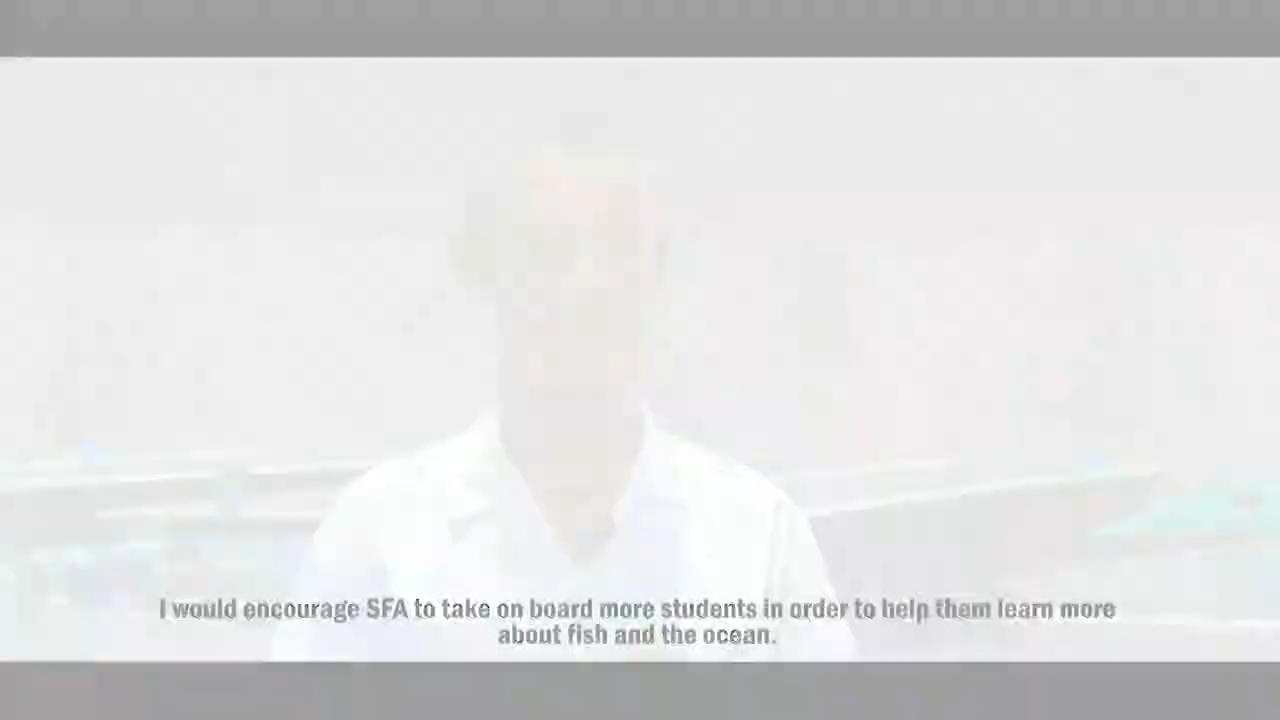 I would encourage SFA to take on board more students in order to help them learn more
about fish and the ocean.